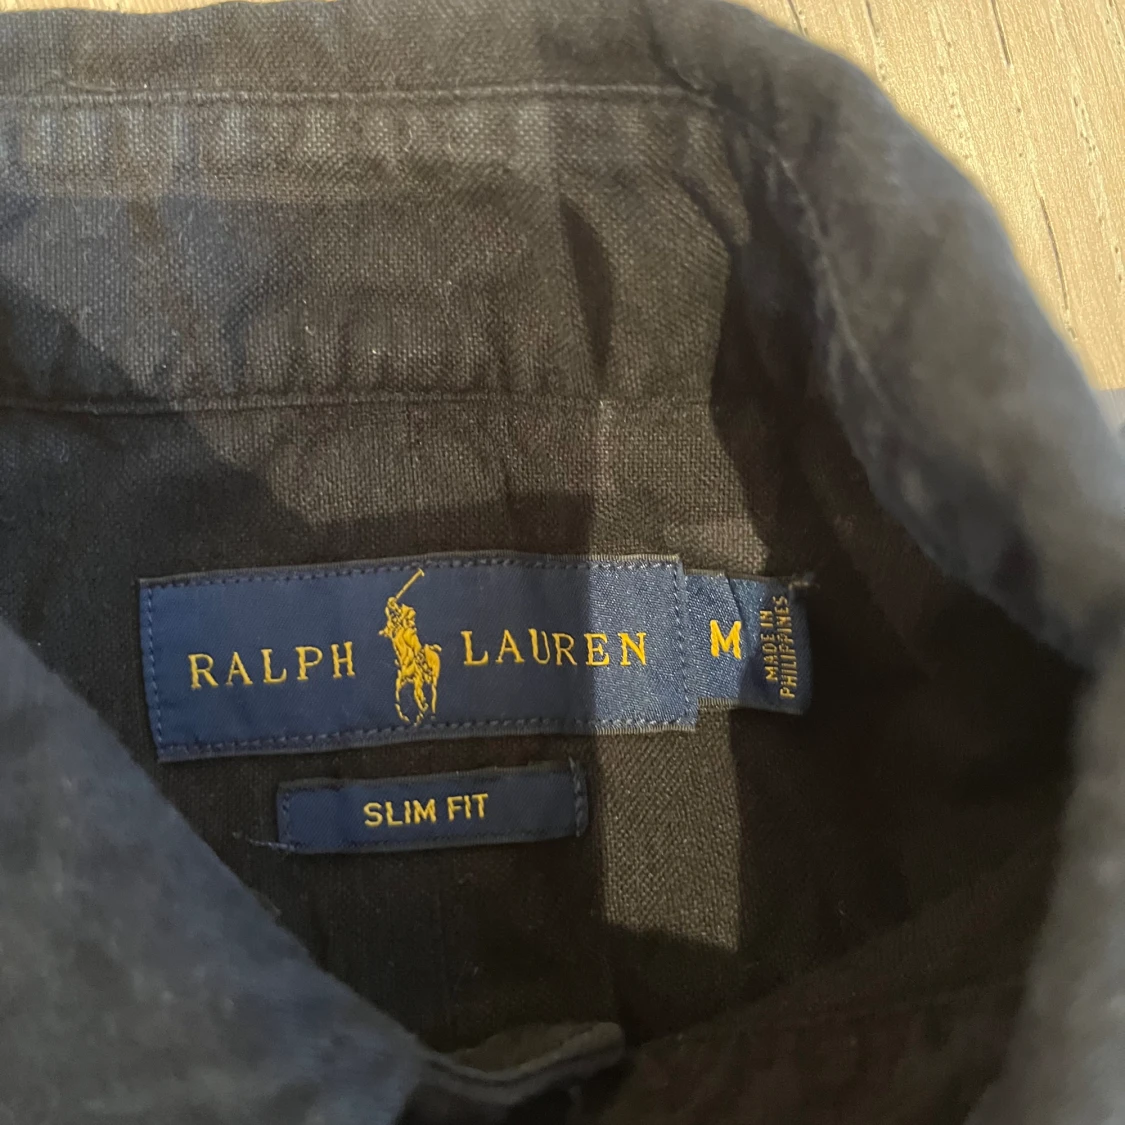 RALPH LAUREN
M
MADE IN
PHILIPPINES
SLIM FIT